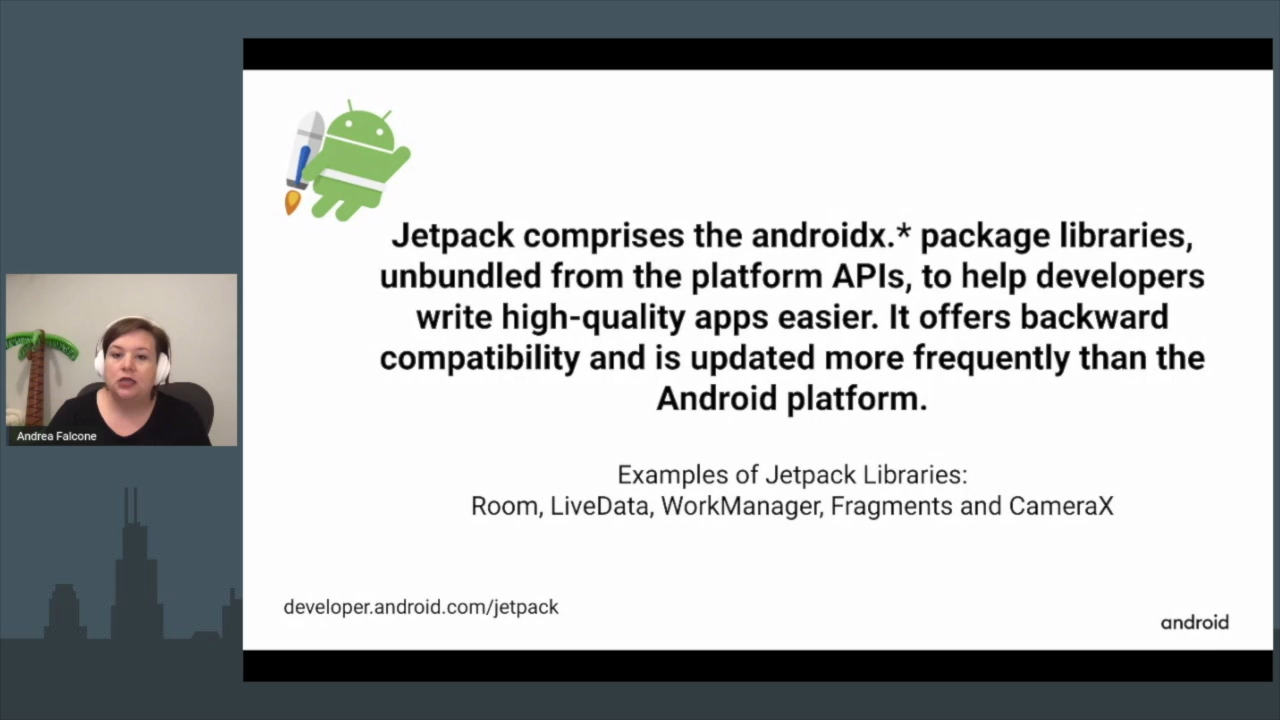 Jetpack comprises the androidx.* package libraries,
unbundled from the platform APIs, to help developers
write high-quality apps easier. It offers backward
compatibility and is updated more frequently than the
Android platform.
Examples of Jetpack Libraries:
Room, LiveData, WorkManager, Fragments and CameraX
Andrea Falcone
developer.android.com/jetpack
android